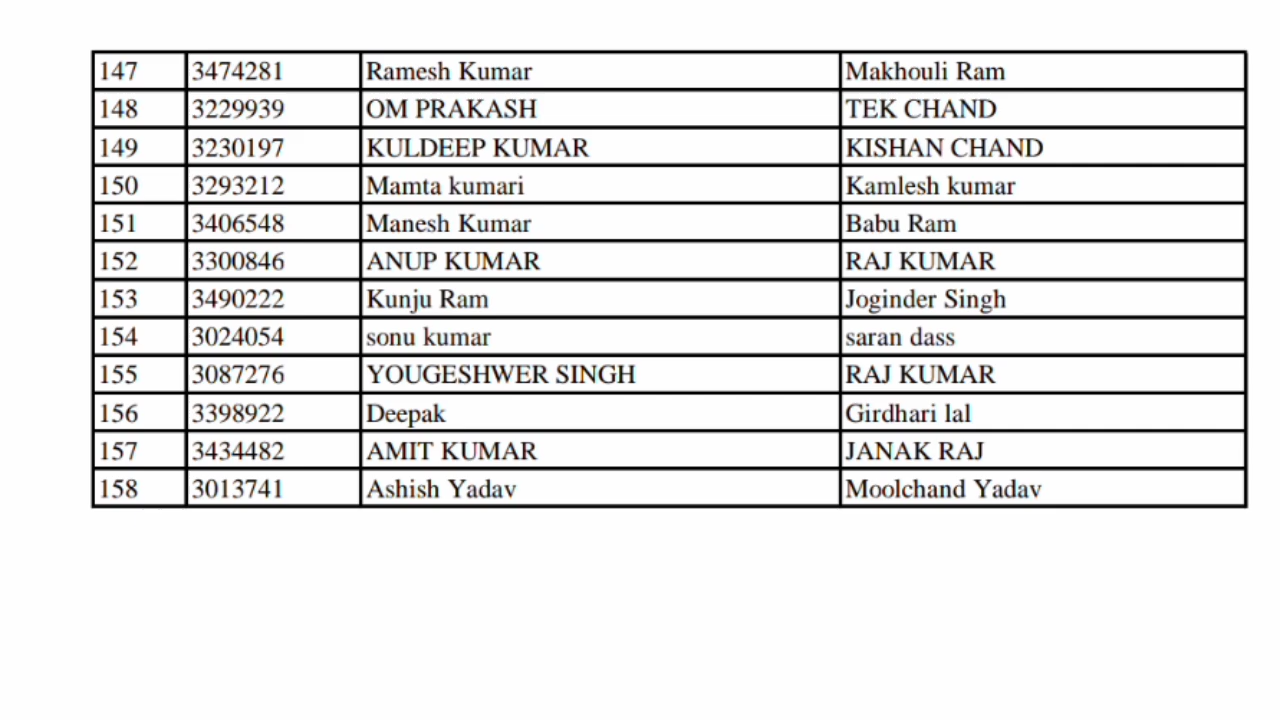 147 3474281 Ramesh Kumar Makhouli Ram
148 3229939 OM PRAKASH TEK CHAND
149 3230197 KULDEEP KUMAR KISHAN CHAND
150 3293212 Mamta kumari Kamlesh kumar
151 3406548 Manesh Kumar Babu Ram
152 3300846 ANUP KUMAR RAJ KUMAR
153 3490222 Kunju Ram Joginder Singh
154 3024054 sonu kumar saran dass
155 3087276 YOUGESHWER SINGH RAJ KUMAR
156 3398922 Deepak Girdhari lal
157 3434482 AMIT KUMAR JANAK RAJ
158 3013741 Ashish Yadav Moolchand Yadav